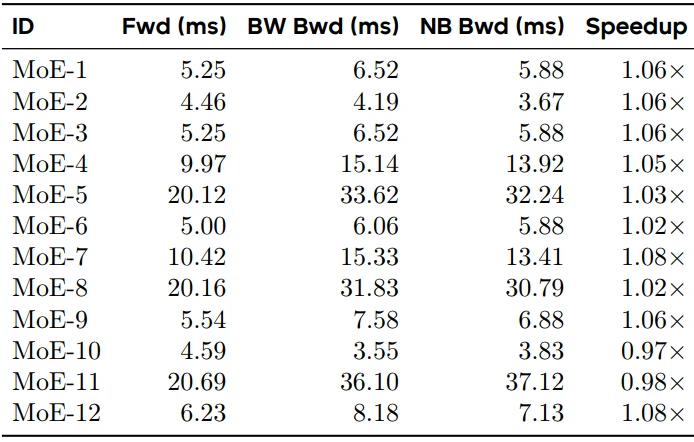 ID Fwd (ms) BW Bwd (ms) NB Bwd (ms) Speedup
MoE-1 5.25 6.52 5.88 1.06×
MoE-2 4.46 4.19 3.67 1.06×
MoE-3 5.25 6.52 5.88 1.06×
MoE-4 9.97 15.14 13.92 1.05×
MoE-5 20.12 33.62 32.24 1.03×
MoE-6 5.00 6.06 5.88 1.02×
MoE-7 10.42 15.33 13.41 1.08×
MoE-8 20.16 31.83 30.79 1.02×
MoE-9 5.54 7.58 6.88 1.06×
MoE-10 4.59 3.55 3.83 0.97×
MoE-11 20.69 36.10 37.12 0.98×
MoE-12 6.23 8.18 7.13 1.08×